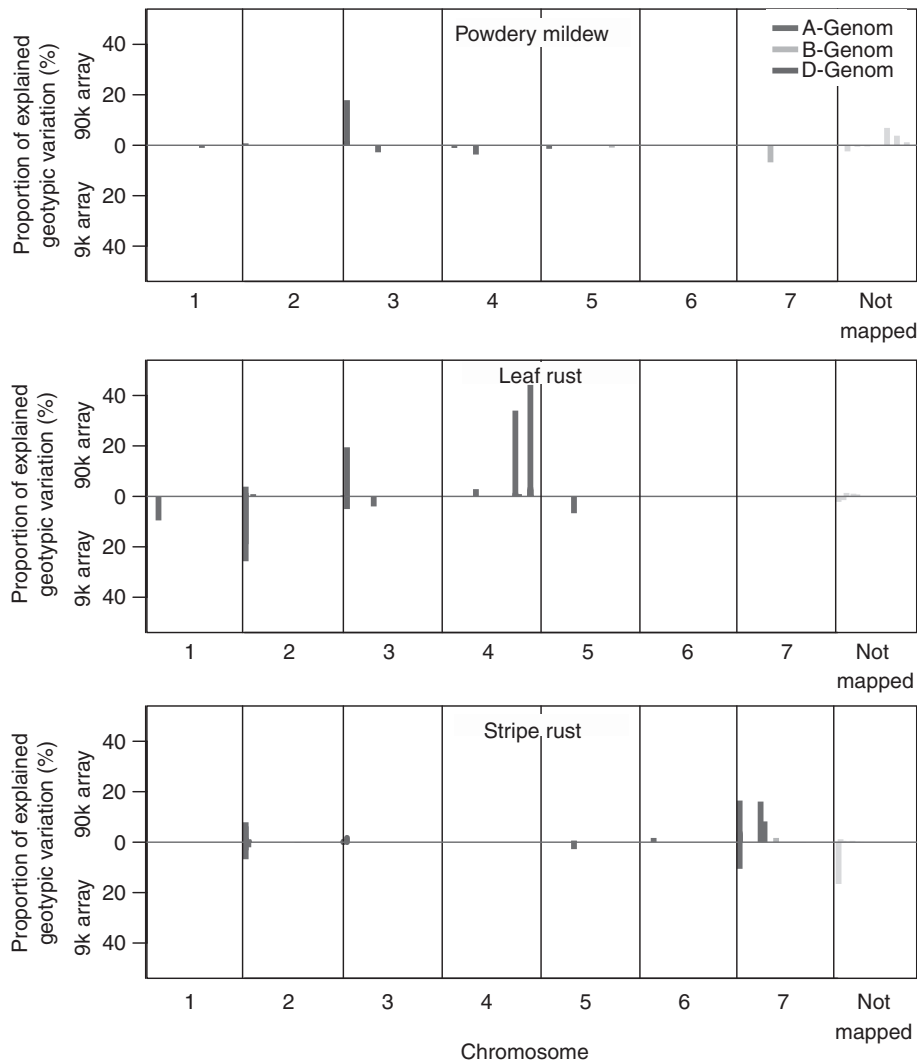 Powdery mildew
A-Genom
B-Genom
D-Genom
Proportion of explained
geotypic variation (%)
9k array 90k array
40
20
0
20
40
1 2 3 4 5 6 7 Not
mapped
Leaf rust
Proportion of explained
geotypic variation (%)
9k array 90k array
40
20
0
20
40
1 2 3 4 5 6 7 Not
mapped
Stripe rust
Proportion of explained
geotypic variation (%)
9k array 90k array
40
20
0
20
40
1 2 3 4 5 6 7 Not
mapped
Chromosome